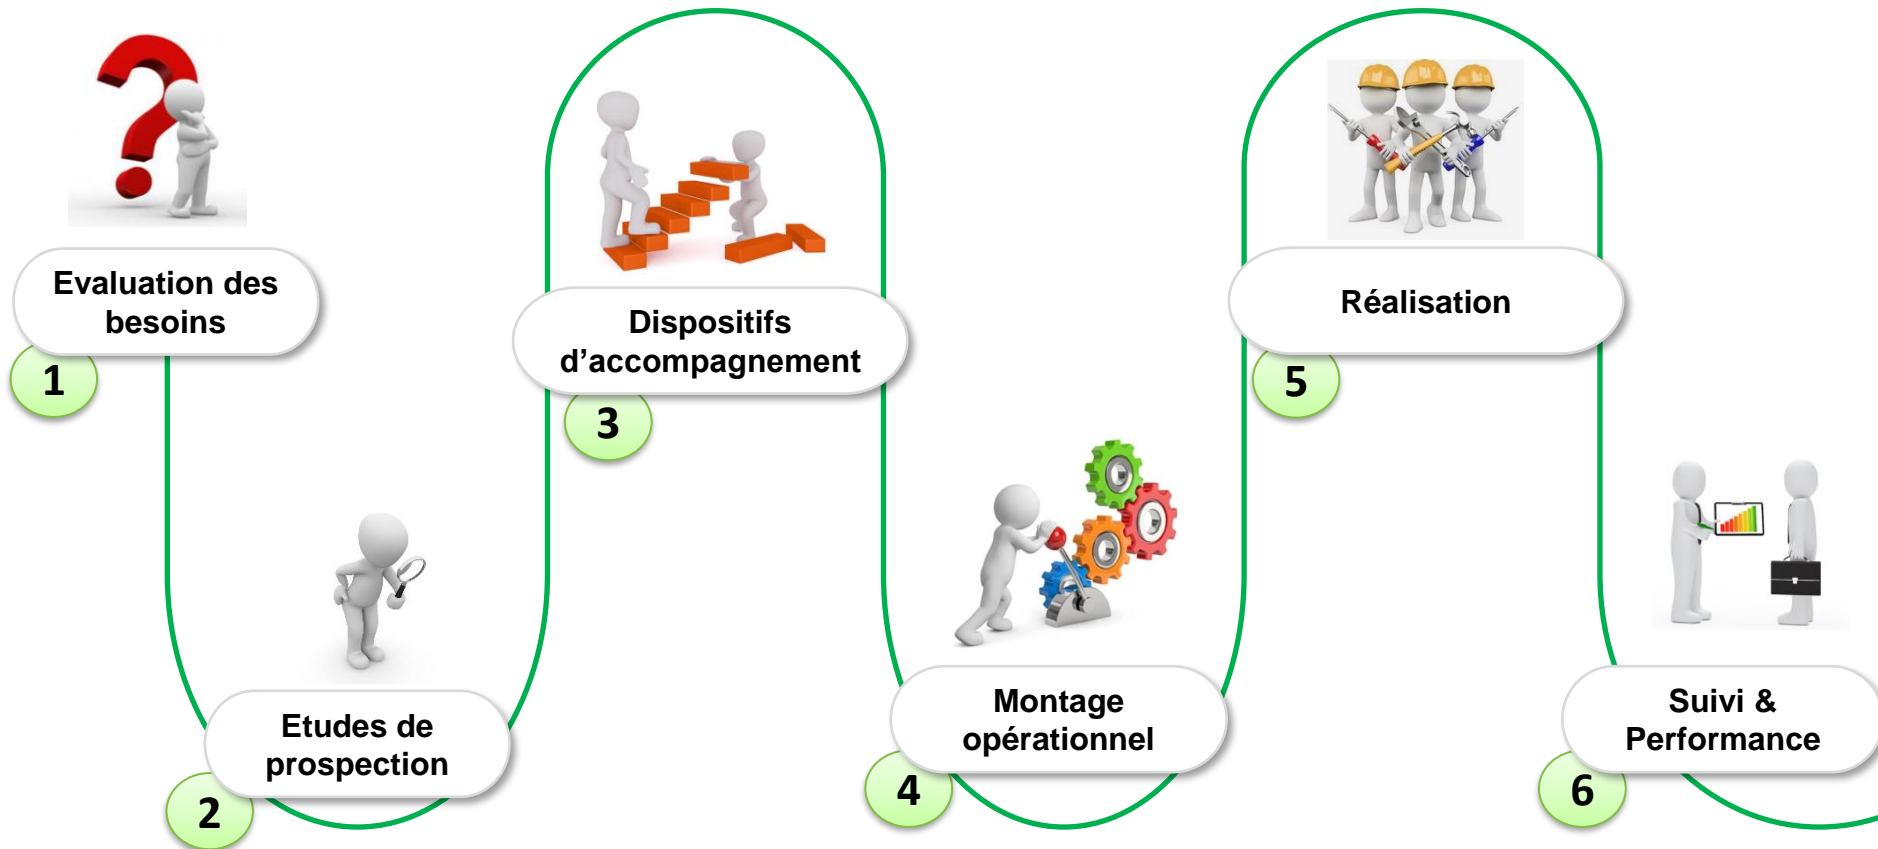 Evaluation des
besoins
1
Etudes de
prospection
2
Dispositifs
d’accompagnement
3
Montage
opérationnel
4
Réalisation
5
Suivi &
Performance
6